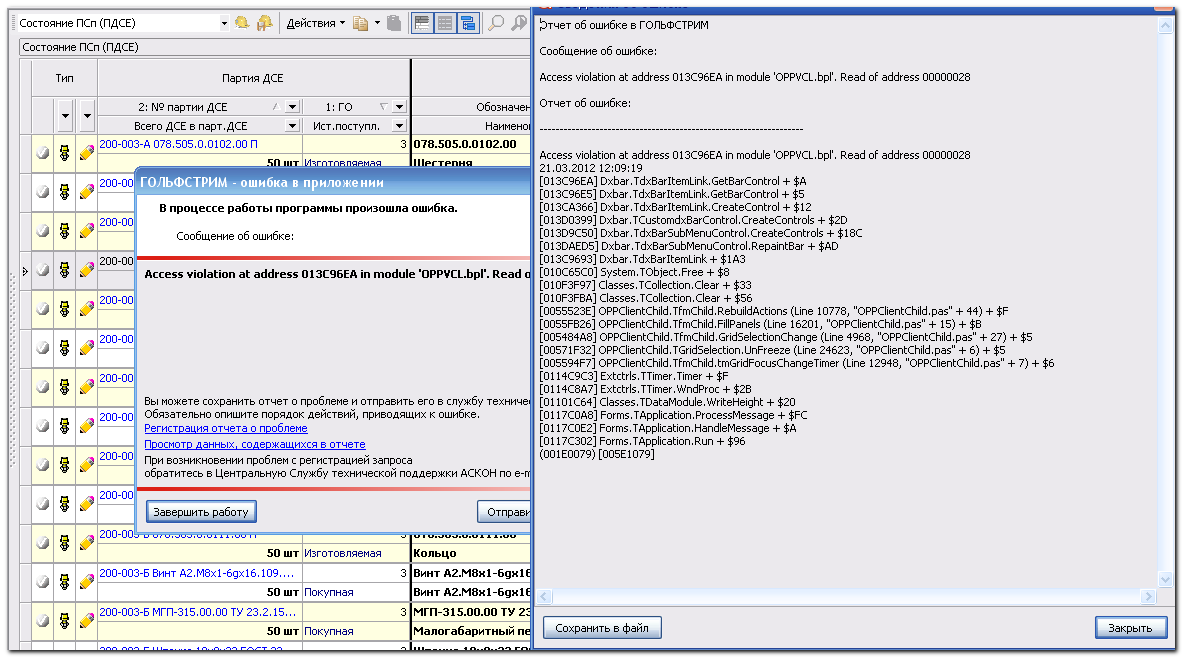 Состояние ПСп (ПДСЕ)
Действия
Состояние ПСп (ПДСЕ)
Тип
Партия ДСЕ
2: № партии ДСЕ
1: ГО
Обозначен
Всего ДСЕ в парт.ДСЕ
Ист.поступл.
Наимено
200-003-А 078.505.0.0102.00 П
3
078.505.0.0102.00
50 шт
Изготовляемая
Шестерня
200-00
200-00
200-00
200-00
200-00
200-00
200-00
200-00
200-00
50 шт
Изготовляемая
Кольцо
200-003-Б Винт А2.М8х1-6gх16.109....
3
Винт А2.М8х1-6gх16
50 шт
Покупная
Винт А2.М8х1-6gх16
200-003-Б МГП-315.00.00 ТУ 23.2.15...
3
МГП-315.00.00 ТУ 23
50 шт
Покупная
Малогабаритный пе
ГОЛЬФСТРИМ - ошибка в приложении
В процессе работы программы произошла ошибка.
Сообщение об ошибке:
Access violation at address 013C96EA in module 'OPPVCL.bpl'. Read o
Вы можете сохранить отчет о проблеме и отправить его в службу техниче
Обязательно опишите порядок действий, приводящих к ошибке.
Регистрация отчета о проблеме
Просмотр данных, содержащихся в отчете
При возникновении проблем с регистрацией запроса
обратитесь в Центральную Службу технической поддержки АСКОН по e-m
Завершить работу
Отправи
Отчет об ошибке в ГОЛЬФСТРИМ
Сообщение об ошибке:
Access violation at address 013C96EA in module 'OPPVCL.bpl'. Read of address 00000028
Отчет об ошибке:
------------------------------------------------------------------
Access violation at address 013C96EA in module 'OPPVCL.bpl'. Read of address 00000028
21.03.2012 12:09:19
[013C96EA] Dxbar.TdxBarItemLink.GetBarControl + $A
[013C96E5] Dxbar.TdxBarItemLink.GetBarControl + $5
[013CA366] Dxbar.TdxBarItemLink.CreateControl + $12
[013D0399] Dxbar.TCustomdxBarControl.CreateControls + $2D
[013D9C50] Dxbar.TdxBarSubMenuControl.CreateControls + $18C
[013DAED5] Dxbar.TdxBarSubMenuControl.RepaintBar + $AD
[013C9693] Dxbar.TdxBarItemLink + $1A3
[010C65C0] System.TObject.Free + $8
[010F3F97] Classes.TCollection.Clear + $33
[010F3FBA] Classes.TCollection.Clear + $56
[0055523E] OPPClientChild.TfmChild.RebuildActions (Line 10778, "OPPClientChild.pas" + 44) + $F
[0055FB26] OPPClientChild.TfmChild.FillPanels (Line 16201, "OPPClientChild.pas" + 15) + $B
[005484A8] OPPClientChild.TfmChild.GridSelectionChange (Line 4968, "OPPClientChild.pas" + 27) + $5
[00571F32] OPPClientChild.TGridSelection.UnFreeze (Line 24623, "OPPClientChild.pas" + 6) + $5
[005594F7] OPPClientChild.TfmChild.tmGridFocusChangeTimer (Line 12948, "OPPClientChild.pas" + 7) + $6
[0114C9C3] Extctrls.TTimer.Timer + $F
[0114C8A7] Extctrls.TTimer.WndProc + $2B
[01101C64] Classes.TDataModule.WriteHeight + $20
[0117C0A8] Forms.TApplication.ProcessMessage + $FC
[0117C0E2] Forms.TApplication.HandleMessage + $A
[0117C302] Forms.TApplication.Run + $96
(001E0079) [005E1079]
Сохранить в файл
Закрыть